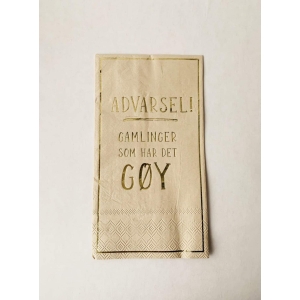 ADVARSEL!
GAMLINGER
SOM HAR DET
GØY